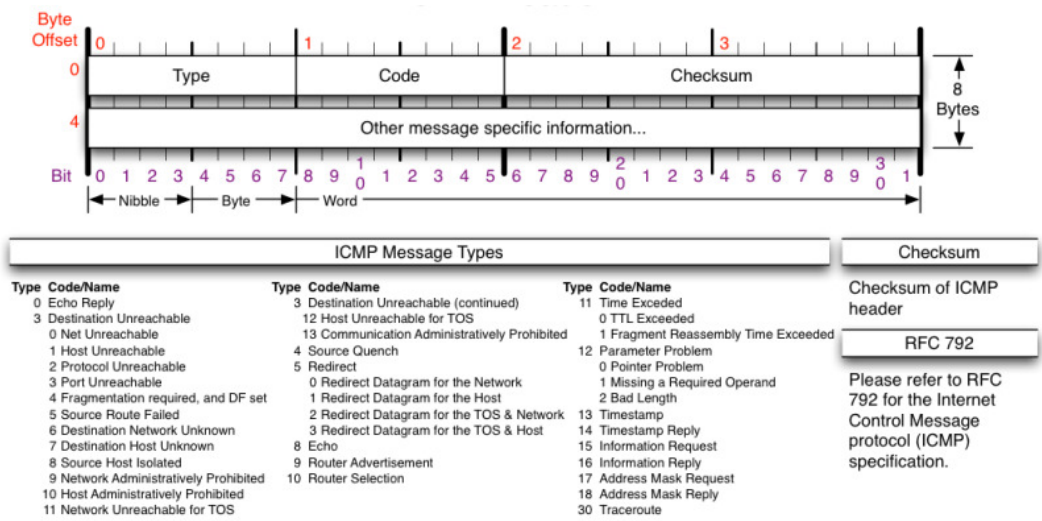 Byte
Offset
0 1 2 3
0 Type Code Checksum
8
Bytes
4 Other message specific information...
Bit 0 1 2 3 4 5 6 7 8 9 10 1 2 3 4 5 6 7 8 9 20 1 2 3 4 5 6 7 8 9 30 1
Nibble Byte Word
ICMP Message Types
Type Code/Name
0 Echo Reply
3 Destination Unreachable
0 Net Unreachable
1 Host Unreachable
2 Protocol Unreachable
3 Port Unreachable
4 Fragmentation required, and DF set
5 Source Route Failed
6 Destination Network Unknown
7 Destination Host Unknown
8 Source Host Isolated
9 Network Administratively Prohibited
10 Host Administratively Prohibited
11 Network Unreachable for TOS
Type Code/Name
3 Destination Unreachable (continued)
12 Host Unreachable for TOS
13 Communication Administratively Prohibited
4 Source Quench
5 Redirect
0 Redirect Datagram for the Network
1 Redirect Datagram for the Host
2 Redirect Datagram for the TOS & Network
3 Redirect Datagram for the TOS & Host
8 Echo
9 Router Advertisement
10 Router Selection
Type Code/Name
11 Time Exceded
0 TTL Exceeded
1 Fragment Reassembly Time Exceeded
12 Parameter Problem
0 Pointer Problem
1 Missing a Required Operand
2 Bad Length
13 Timestamp
14 Timestamp Reply
15 Information Request
16 Information Reply
17 Address Mask Request
18 Address Mask Reply
30 Traceroute
Checksum
Checksum of ICMP
header
RFC 792
Please refer to RFC
792 for the Internet
Control Message
protocol (ICMP)
specification.